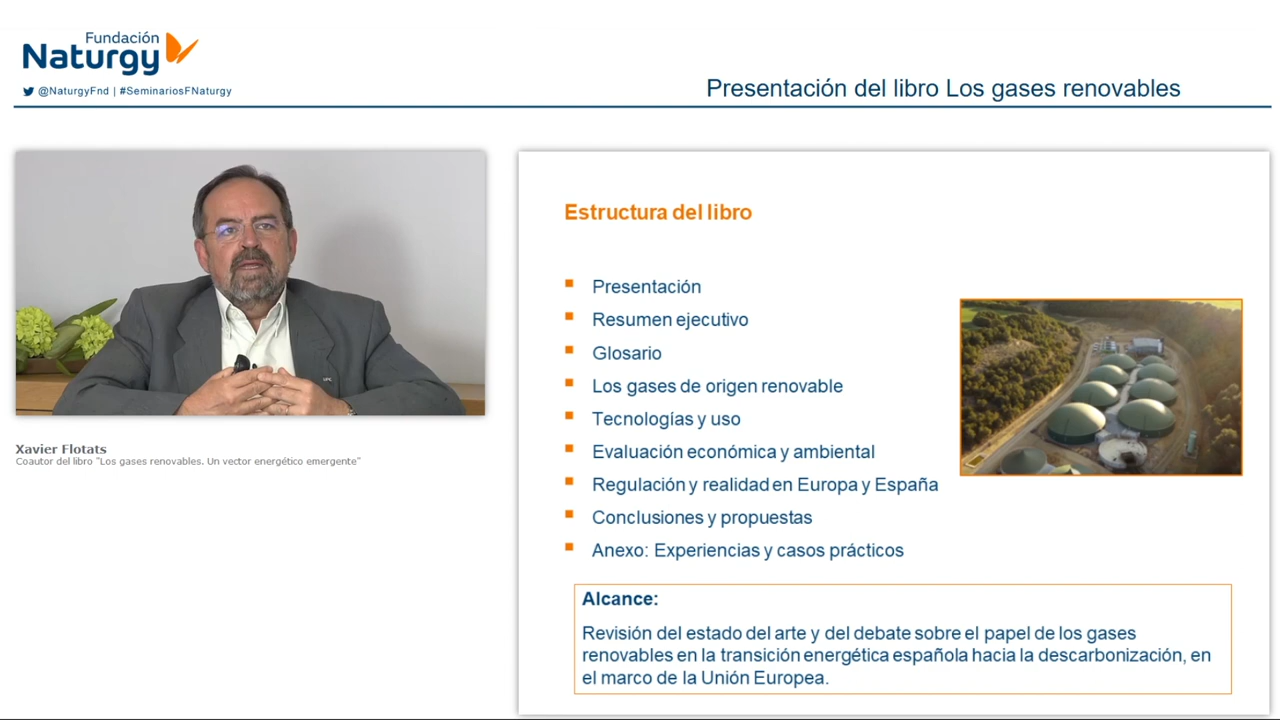 Fundación
Naturgy
@NaturgyFnd | #SeminariosFNaturgy
Presentación del libro Los gases renovables
Xavier Flotats
Coautor del libro "Los gases renovables. Un vector energético emergente"
Estructura del libro
Presentación
Resumen ejecutivo
Glosario
Los gases de origen renovable
Tecnologías y uso
Evaluación económica y ambiental
Regulación y realidad en Europa y España
Conclusiones y propuestas
Anexo: Experiencias y casos prácticos
Alcance:
Revisión del estado del arte y del debate sobre el papel de los gases
renovables en la transición energética española hacia la descarbonización, en
el marco de la Unión Europea.